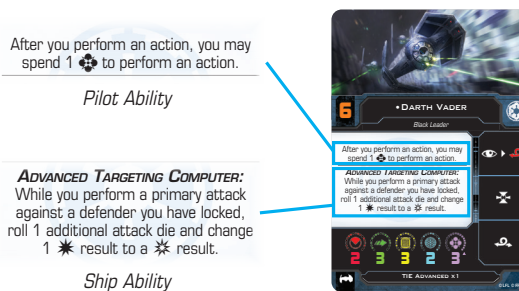 After you perform an action, you may
spend 1 to perform an action.
Pilot Ability
ADVANCED TARGETING COMPUTER:
While you perform a primary attack
against a defender you have locked,
roll 1 additional attack die and change
1 result to a result.
Ship Ability
6
•DARTH VADER
Black Leader
After you perform an action, you may
spend 1 to perform an action.
ADVANCED TARGETING COMPUTER:
While you perform a primary attack
against a defender you have locked,
roll 1 additional attack die and change
1 result to a result.
2 3 3 2 3
TIE ADVANCED X1
©LFL